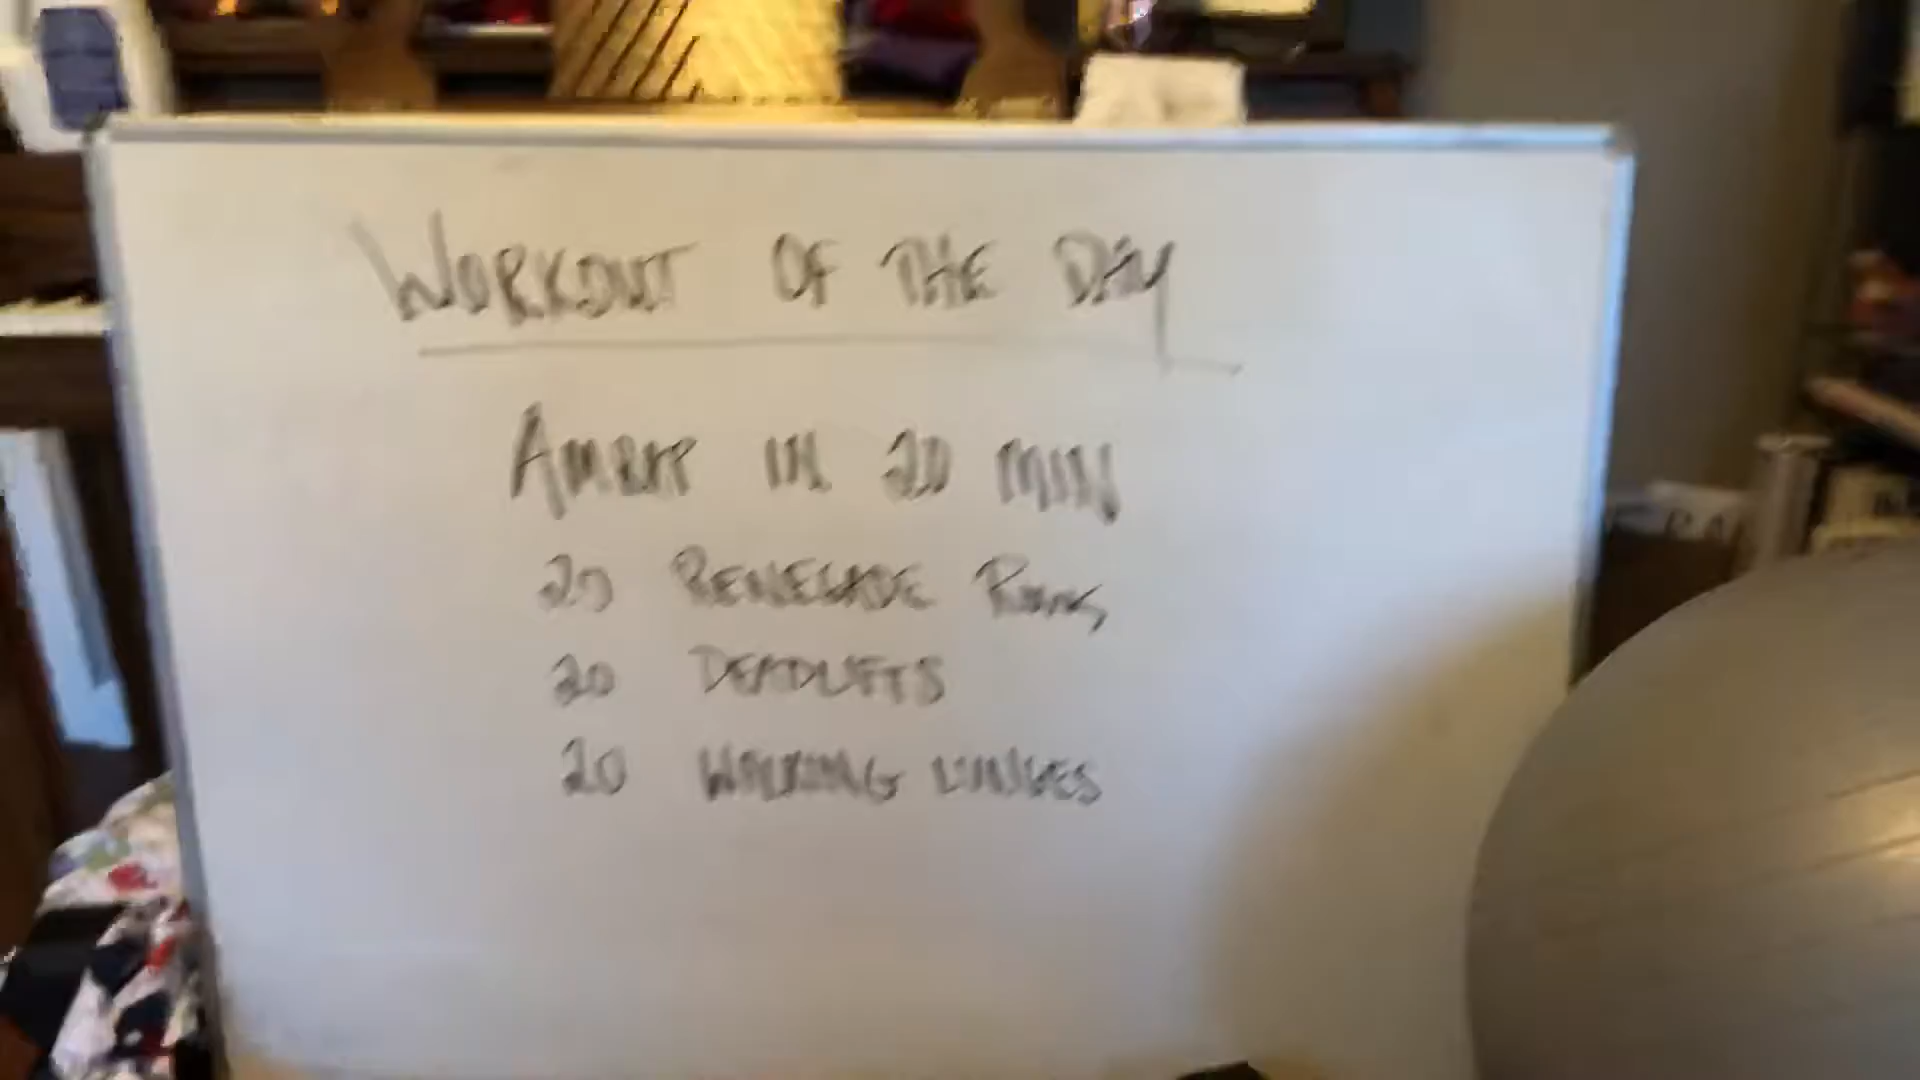 WORKOUT OF THE DAY
AMRAP IN 20 MIN
20 RENEGADE ROWS
20 DEADLIFTS
20 WALKING LUNGES